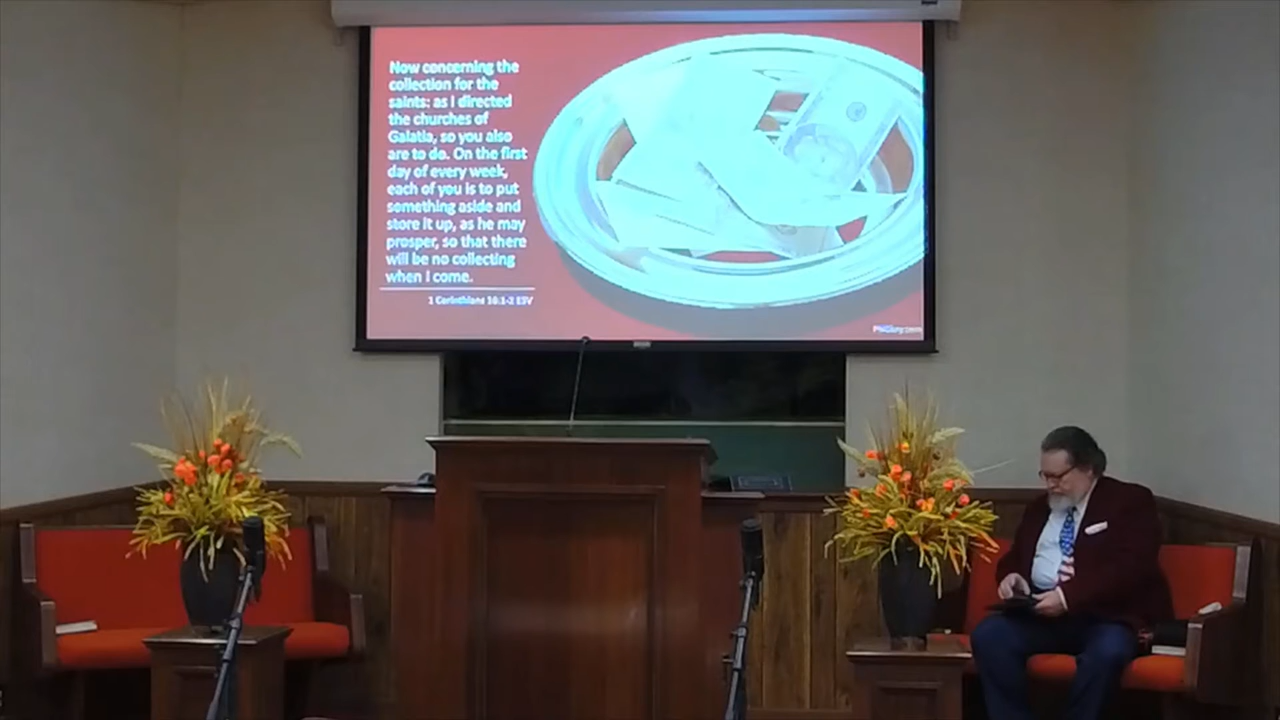 Now concerning the
collection for the
saints: as I directed
the churches of
Galatia, so you also
are to do. On the first
day of every week,
each of you is to put
something aside and
store it up, as he may
prosper, so that there
will be no collecting
when I come.
1 Corinthians 16:1-2 ESV